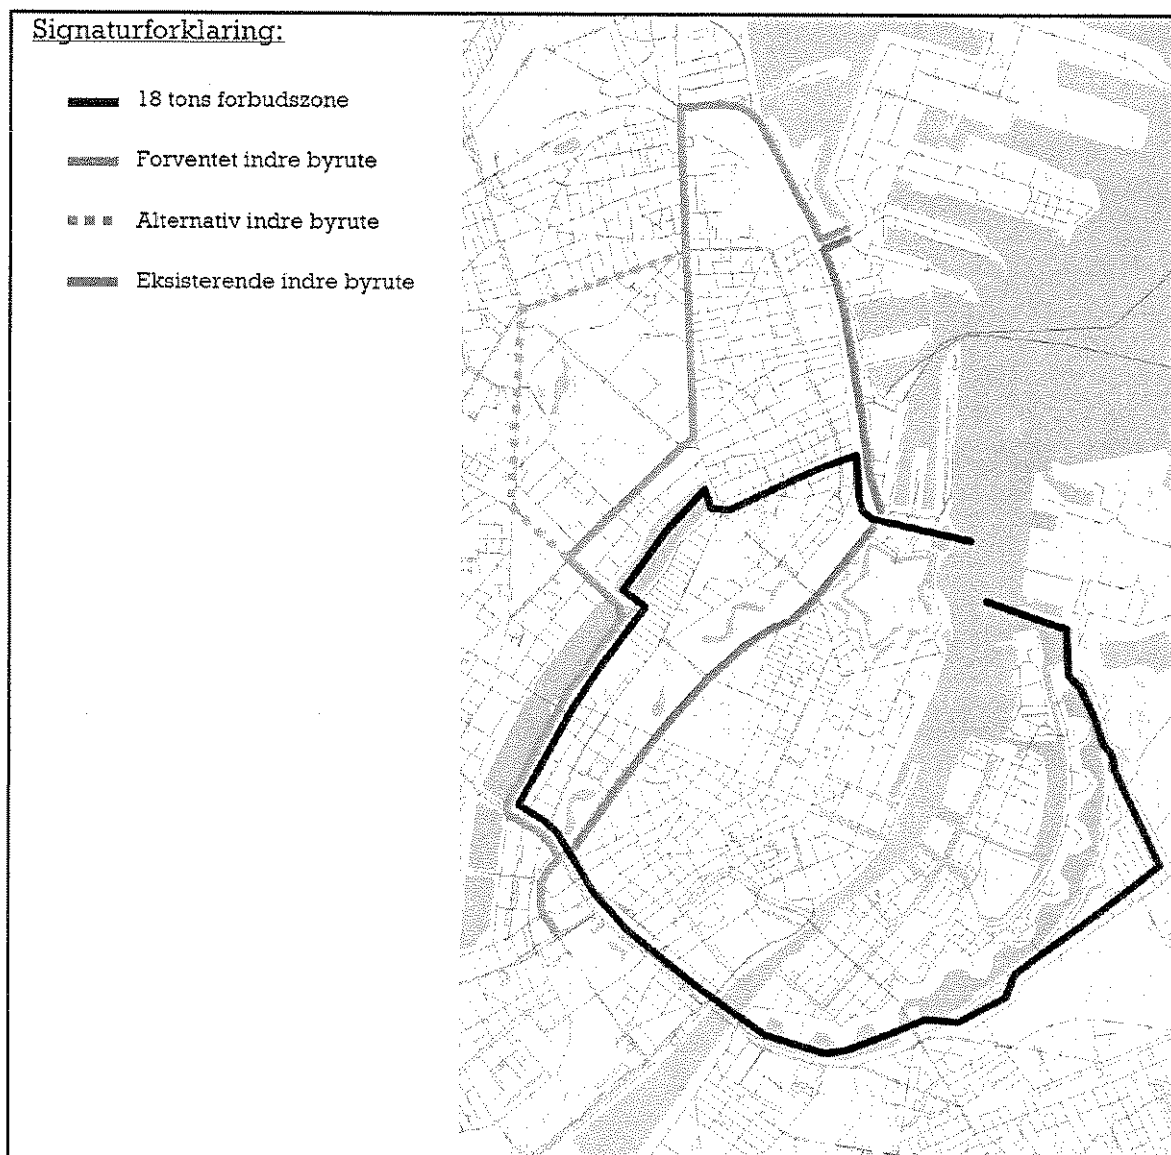 Signaturforklaring:
18 tons forbudszone
Forventet indre byrute
Alternativ indre byrute
Eksisterende indre byrute